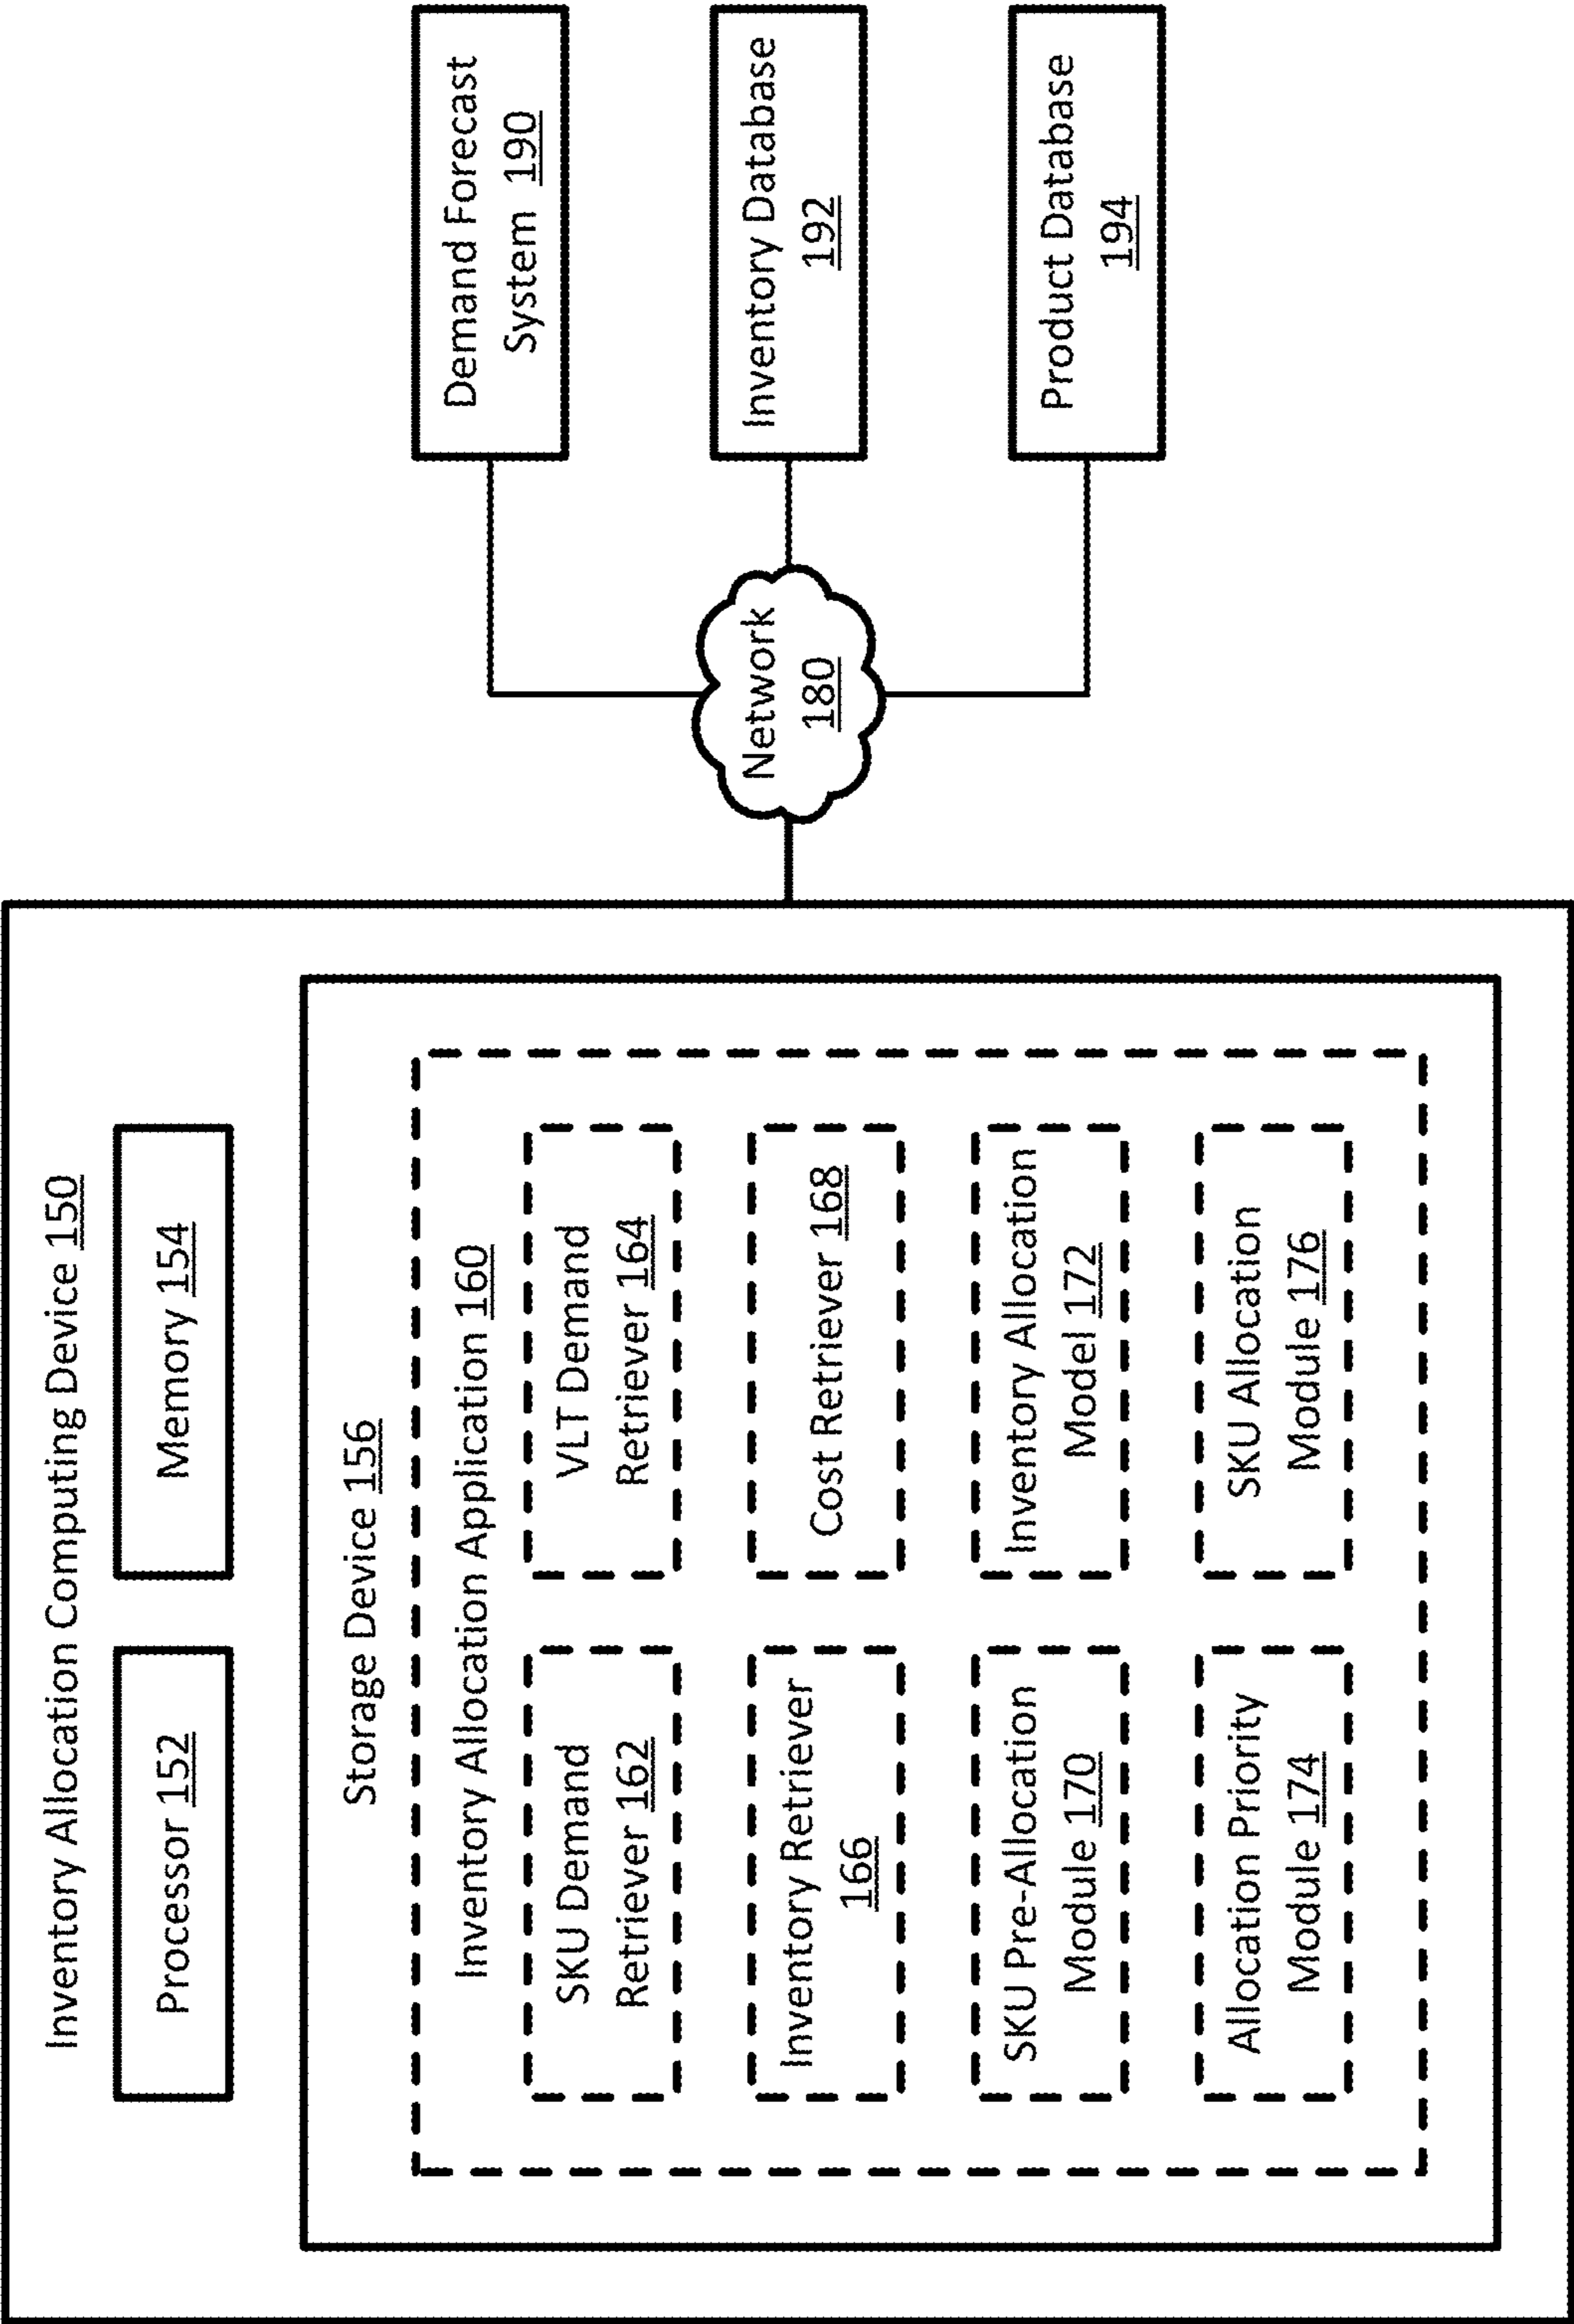 Inventory Allocation Computing Device 150
Processor 152
Memory 154
Storage Device 156
Inventory Allocation Application 160
SKU Demand
Retriever 162
VLT Demand
Retriever 164
Inventory Retriever
166
Cost Retriever 168
SKU Pre-Allocation
Module 170
Inventory Allocation
Model 172
Allocation Priority
Module 174
SKU Allocation
Module 176
Network
180
Demand Forecast
System 190
Inventory Database
192
Product Database
194